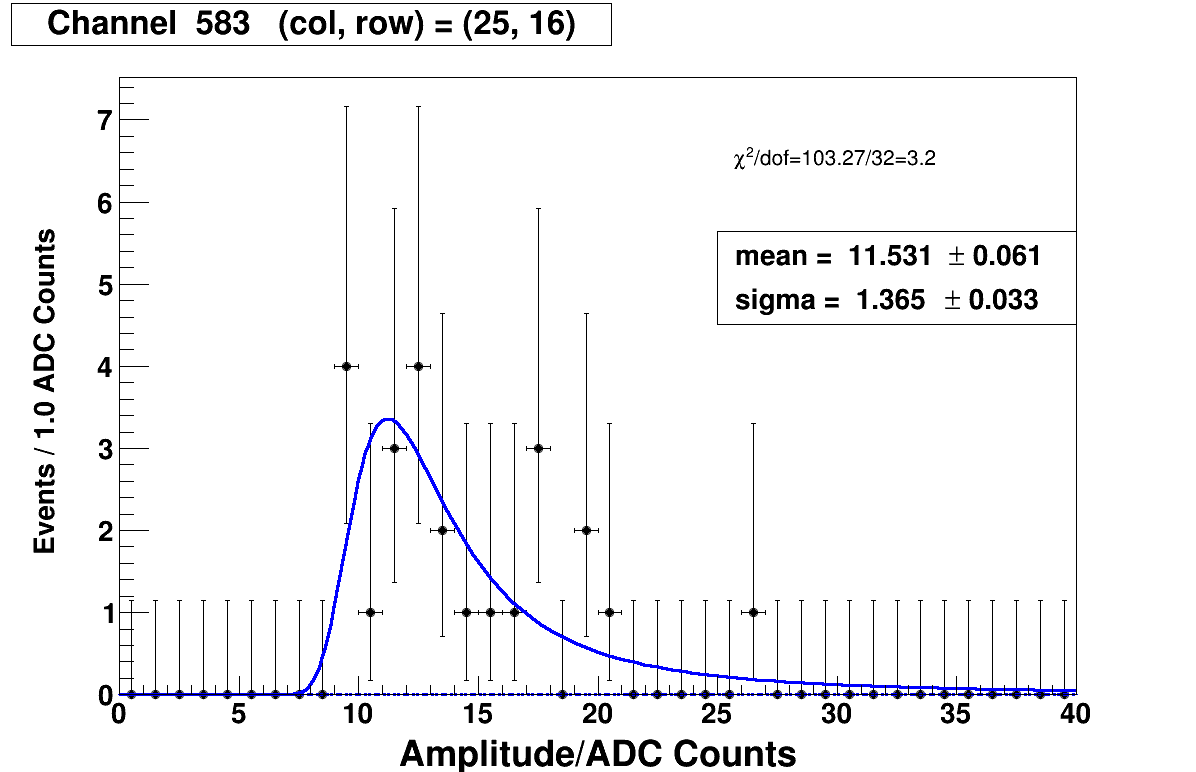 Channel 583 (col, row) = (25, 16)
χ²/dof=103.27/32=3.2
mean = 11.531 ± 0.061
sigma = 1.365 ± 0.033
Events / 1.0 ADC Counts
7
6
5
4
3
2
1
0
0 5 10 15 20 25 30 35 40
Amplitude/ADC Counts